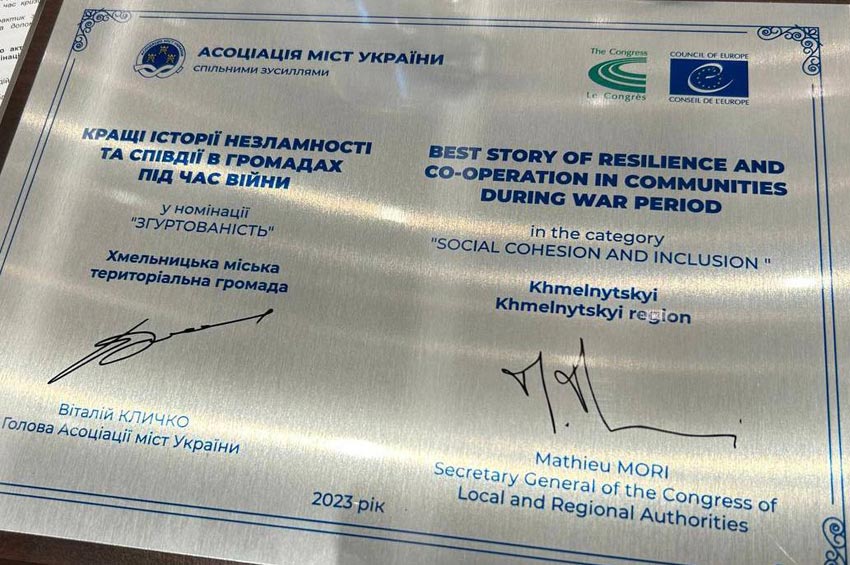 АСОЦІАЦІЯ МІСТ УКРАЇНИ
СПІЛЬНИМИ ЗУСИЛЛЯМИ
The Congress
Le Congrès
COUNCIL OF EUROPE
CONSEIL DE L'EUROPE
КРАЩІ ІСТОРІЇ НЕЗЛАМНОСТІ
ТА СПІВДІЇ В ГРОМАДАХ
ПІД ЧАС ВІЙНИ
у номінації
"ЗГУРТОВАНІСТЬ"
Хмельницька міська
територіальна громада
Віталій КЛИЧКО
Голова Асоціації міст України
BEST STORY OF RESILIENCE AND
CO-OPERATION IN COMMUNITIES
DURING WAR PERIOD
in the category
"SOCIAL COHESION AND INCLUSION "
Khmelnytskyi
Khmelnytskyi region
Mathieu MORI
Secretary General of the Congress of
Local and Regional Authorities
2023 рік